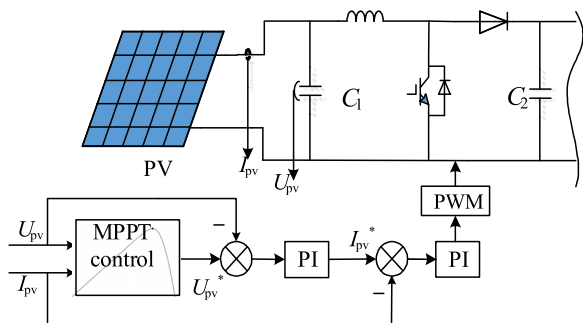 C₁
C₂
PV
Iₚᵥ
Uₚᵥ
PWM
Uₚᵥ
MPPT
control
Iₚᵥ
Uₚᵥ*
PI
Iₚᵥ*
PI
−
−